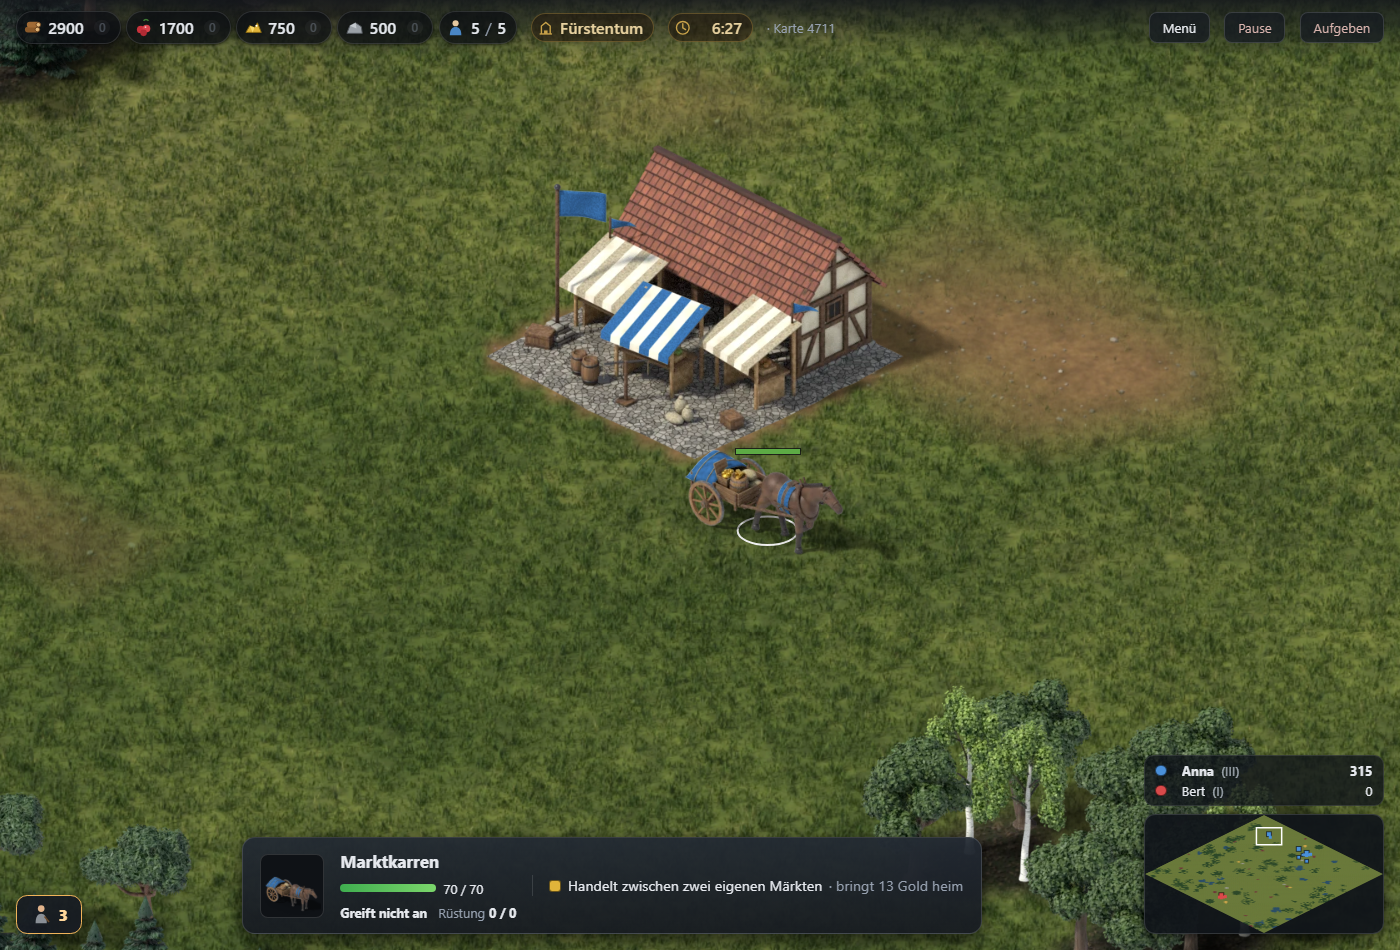 2900 0 1700 0 750 0 500 0 5 / 5 Fürstentum 6:27 · Karte 4711 Menü Pause Aufgeben
Anna (III) 315
Bert (I) 0
Marktkarren
70 / 70
Handelt zwischen zwei eigenen Märkten · bringt 13 Gold heim
Greift nicht an Rüstung 0 / 0
3